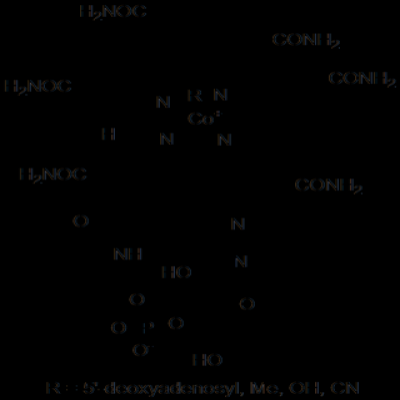 H₂NOC
CONH₂
CONH₂
H₂NOC
N R N
Co⁺
H N N
H₂NOC
CONH₂
O
N
NH
HO
N
O
O
O P O
O⁻
HO
R = 5'-deoxyadenosyl, Me, OH, CN